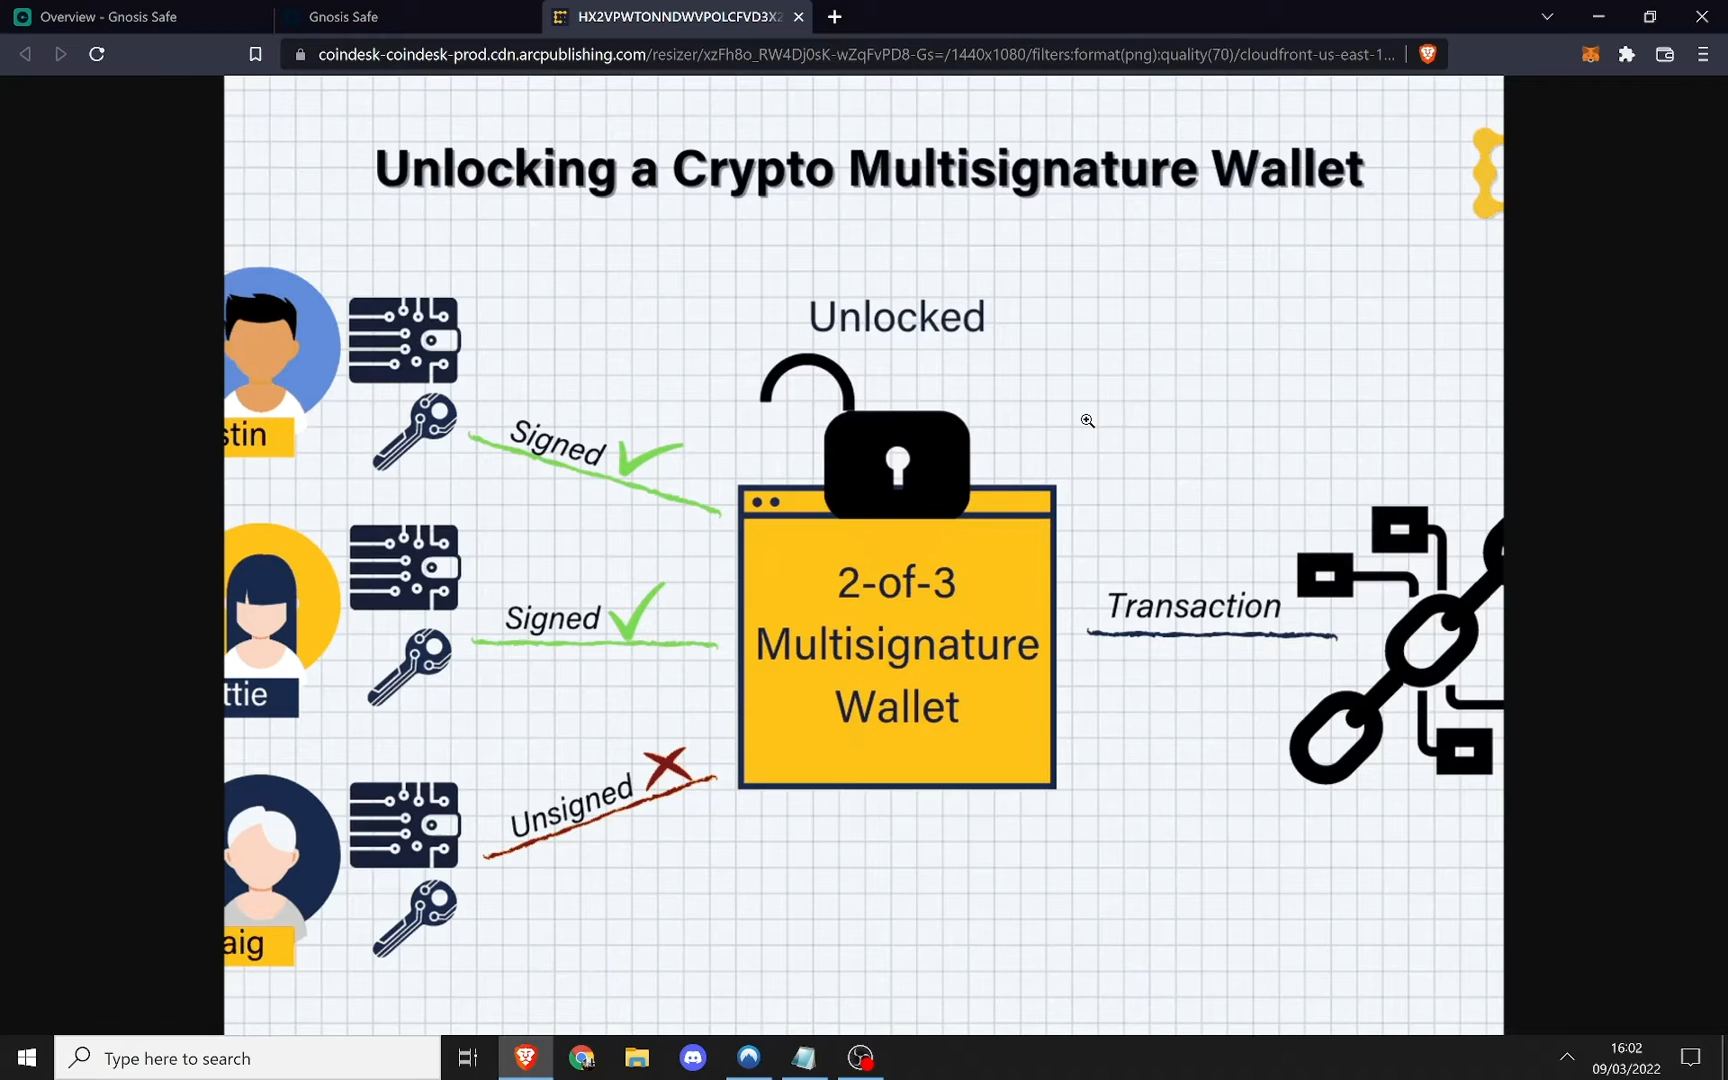 Overview - Gnosis Safe
Gnosis Safe
HX2VPWTONNDWVPOLCFVD3X2
coindesk-coindesk-prod.cdn.arcpublishing.com/resizer/xzFh8o_RW4Dj0sK-wZqFvPD8-Gs=/1440x1080/filters:format(png):quality(70)/cloudfront-us-east-1...
Unlocking a Crypto Multisignature Wallet
Unlocked
stin
Signed
2-of-3
Multisignature
Wallet
Transaction
ttie
Signed
Unsigned
aig
Type here to search
16:02
09/03/2022